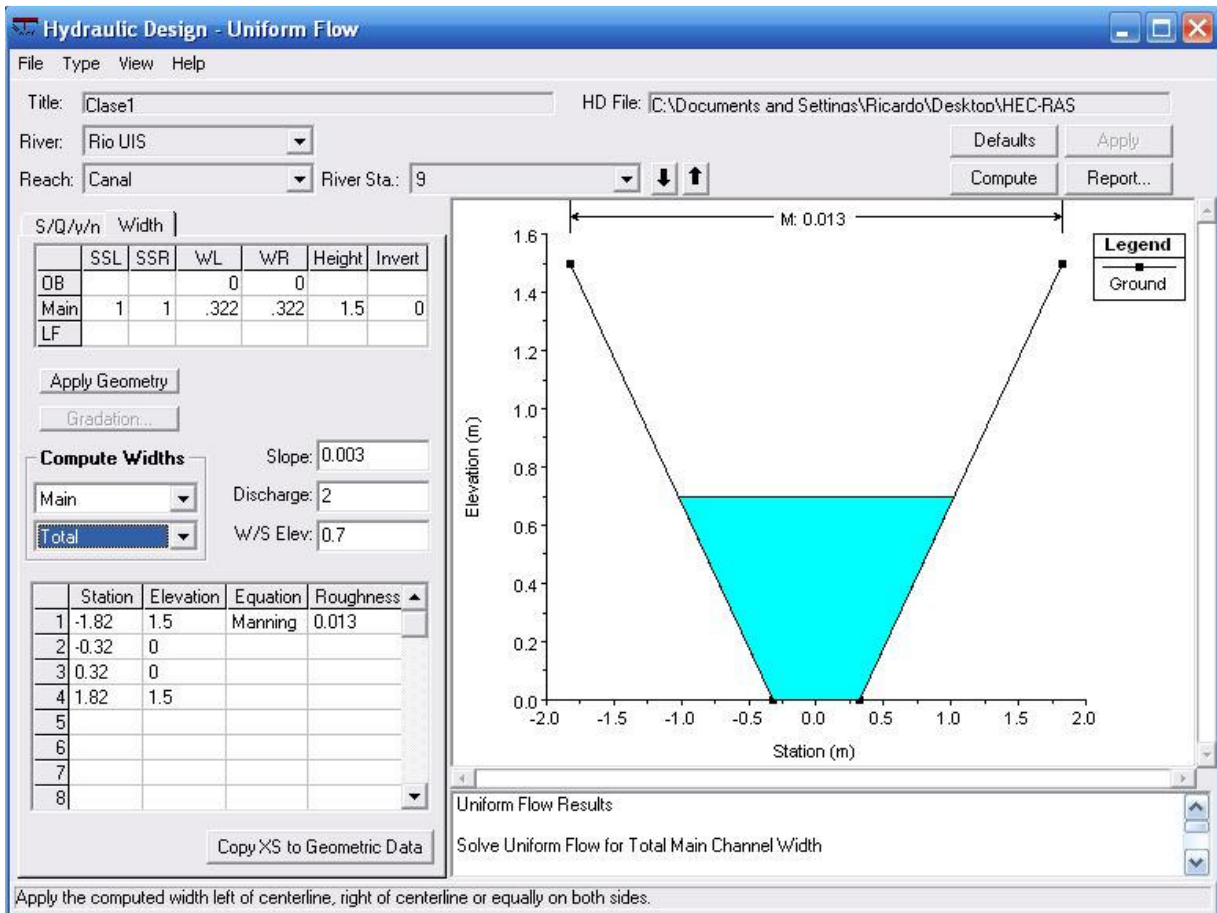 Hydraulic Design - Uniform Flow
File Type View Help
Title: Clase1
HD File: C:\Documents and Settings\Ricardo\Desktop\HEC-RAS
River: Rio UIS
Defaults Apply
Reach: Canal River Sta.: 9
Compute Report...
S/Q/y/n Width
SSL SSR WL WR Height Invert
OB 0 0
Main 1 1 .322 .322 1.5 0
LF
Apply Geometry
Gradation...
Compute Widths
Main
Total
Slope: 0.003
Discharge: 2
W/S Elev: 0.7
Station Elevation Equation Roughness
1 -1.82 1.5 Manning 0.013
2 -0.32 0
3 0.32 0
4 1.82 1.5
5
6
7
8
Copy XS to Geometric Data
M: 0.013
Legend
Ground
Elevation (m)
1.6
1.4
1.2
1.0
0.8
0.6
0.4
0.2
0.0
-2.0 -1.5 -1.0 -0.5 0.0 0.5 1.0 1.5 2.0
Station (m)
Uniform Flow Results
Solve Uniform Flow for Total Main Channel Width
Apply the computed width left of centerline, right of centerline or equally on both sides.